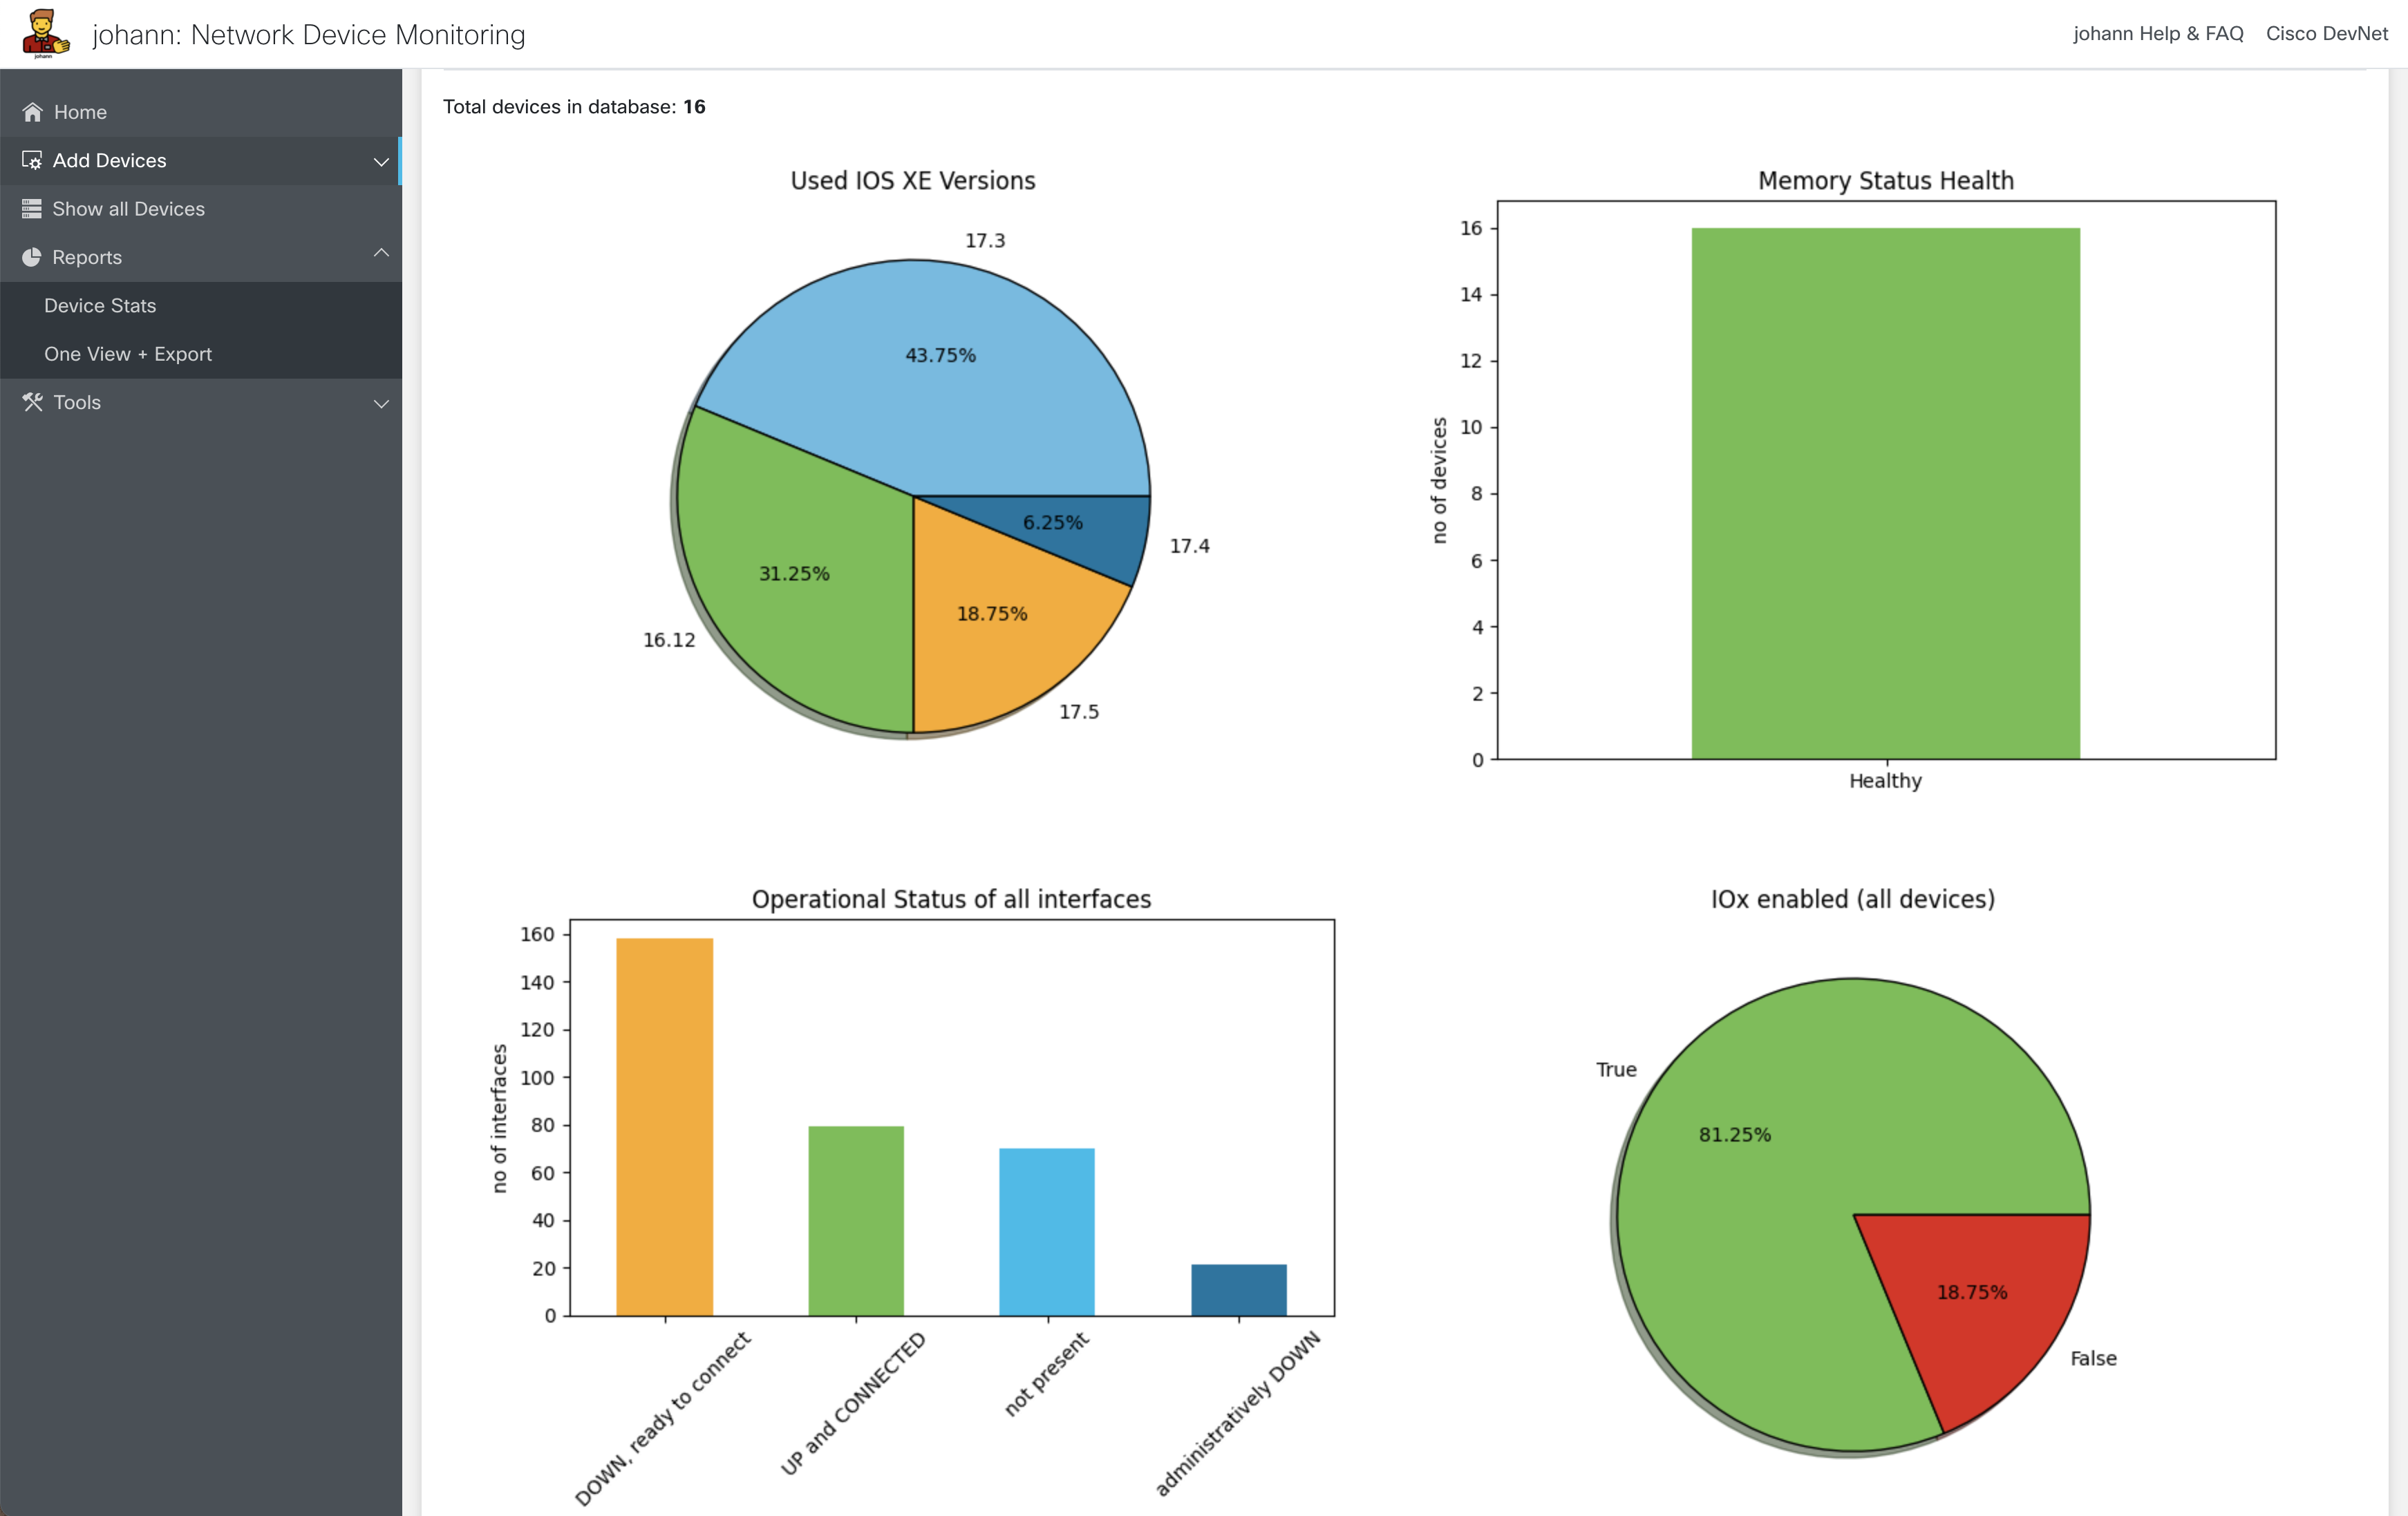 johann
johann: Network Device Monitoring
johann Help & FAQ
Cisco DevNet
Home
Add Devices
Show all Devices
Reports
Device Stats
One View + Export
Tools
Total devices in database: 16
Used IOS XE Versions
17.3
43.75%
6.25%
17.4
31.25%
18.75%
16.12
17.5
Memory Status Health
16
14
12
10
8
6
4
2
0
no of devices
Healthy
Operational Status of all interfaces
160
140
120
100
80
60
40
20
0
no of interfaces
DOWN, ready to connect
UP and CONNECTED
not present
administratively DOWN
IOx enabled (all devices)
True
81.25%
18.75%
False